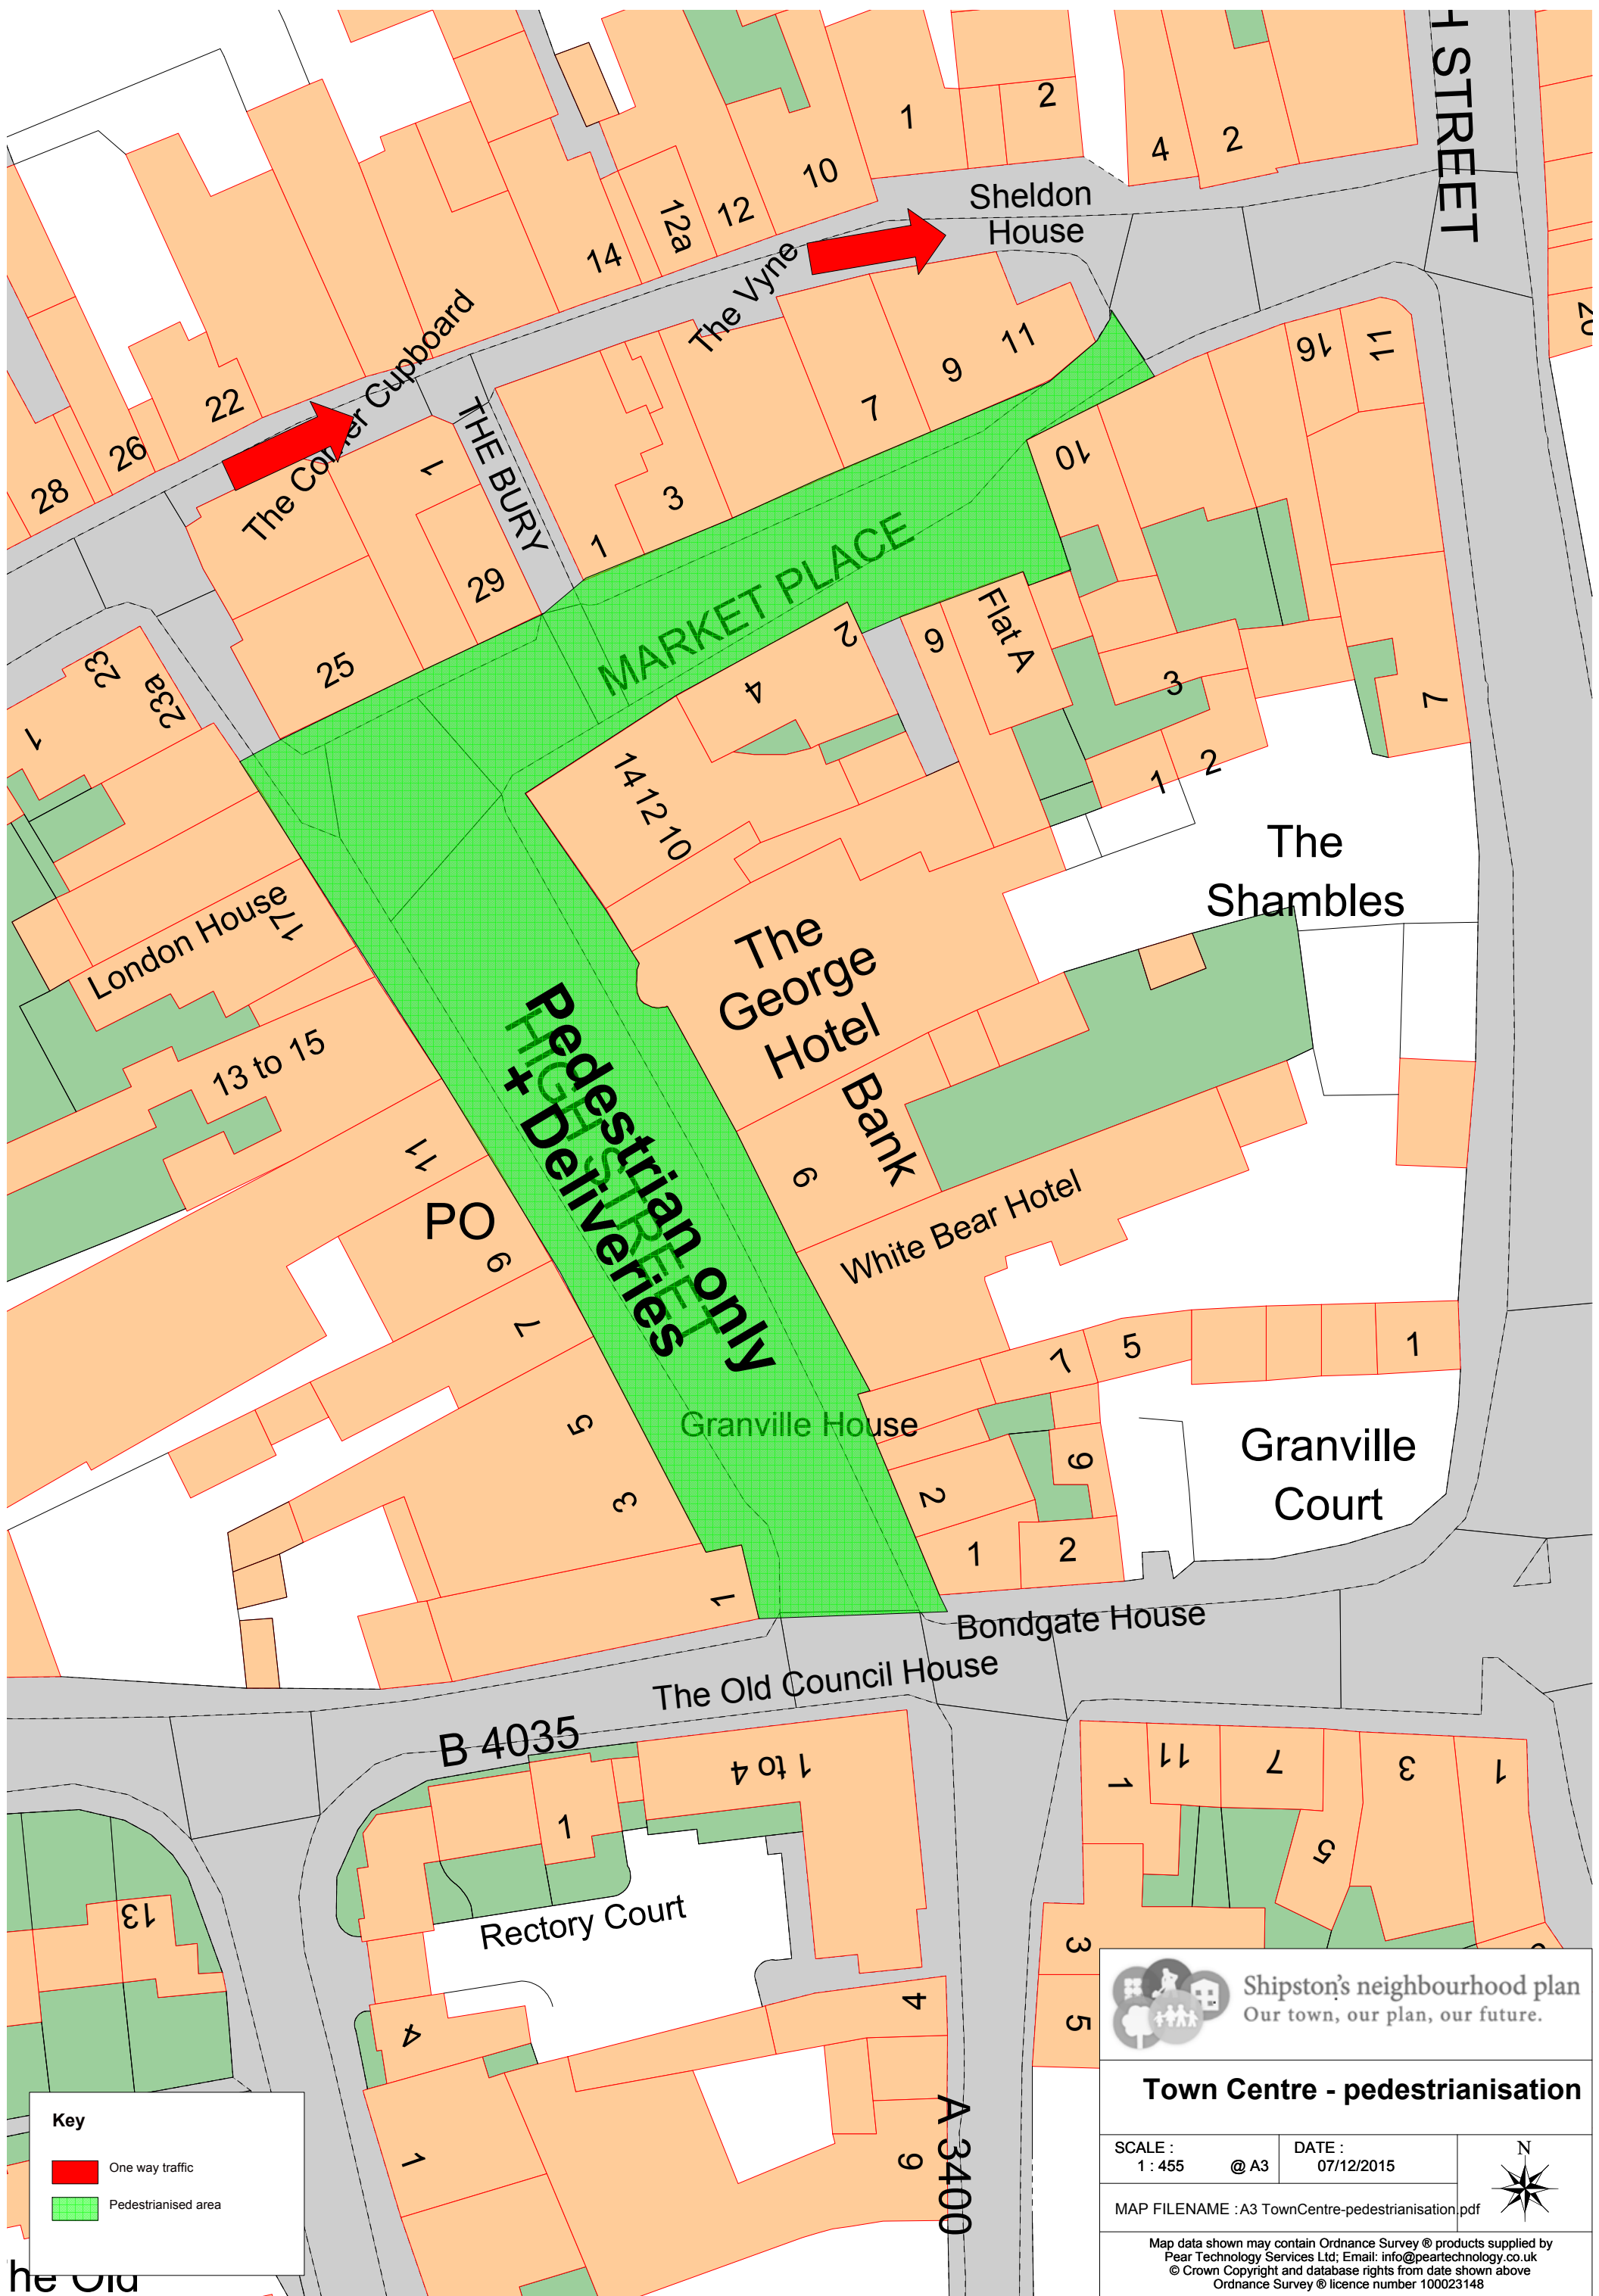 H STREET
1
2
4
2
10
12
12a
14
Sheldon
House
The Vyne
The Corner Cupboard
22
26
28
THE BURY
1
29
25
1
3
7
9
11
16
11
20
10
MARKET PLACE
2
4
6
Flat A
3
1
2
7
23
23a
1
14 12 10
The
Shambles
London House
17
The
George
Hotel
13 to 15
Bank
9
11
PO
9
7
Pedestrian only
+ Deliveries
HIGH STREET
White Bear Hotel
7
5
1
5
3
1
Granville House
2
1
6
2
Granville
Court
Bondgate House
The Old Council House
B 4035
1 to 4
1
Rectory Court
13
4
4
1
6
A 3400
1
11
7
3
1
5
3
5
Shipston's neighbourhood plan
Our town, our plan, our future.
Town Centre - pedestrianisation
SCALE :
1 : 455 @ A3
DATE :
07/12/2015
N
MAP FILENAME : A3 TownCentre-pedestrianisation.pdf
Map data shown may contain Ordnance Survey ® products supplied by
Pear Technology Services Ltd; Email: info@peartechnology.co.uk
© Crown Copyright and database rights from date shown above
Ordnance Survey ® licence number 100023148
Key
One way traffic
Pedestrianised area
he Old